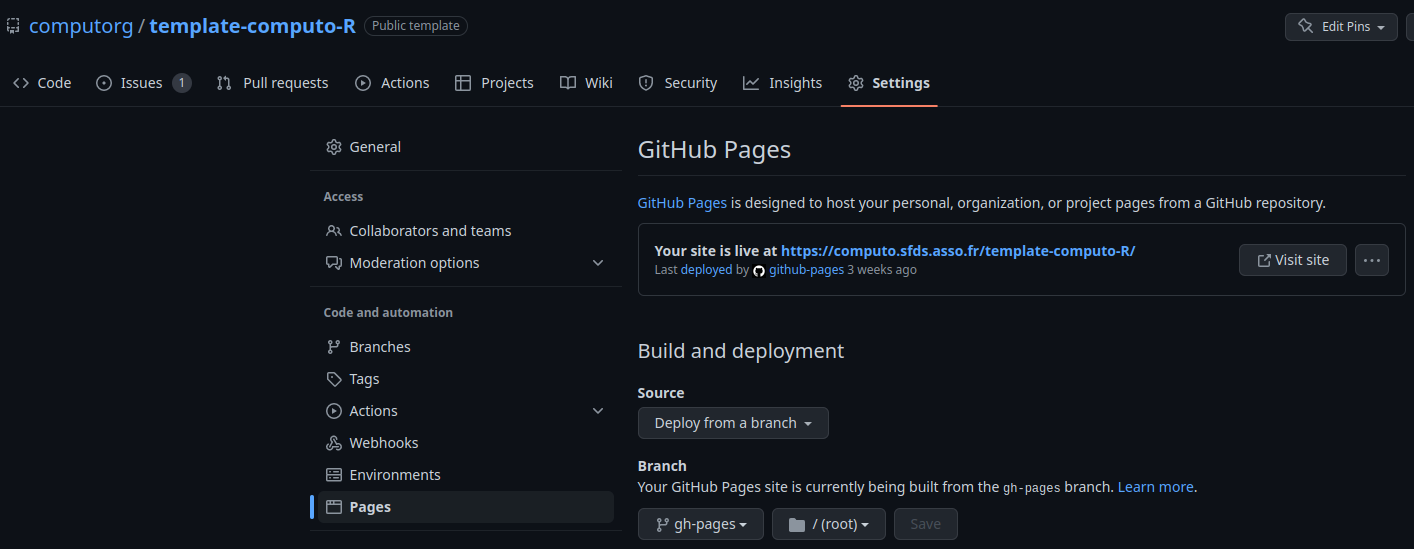 computorg / template-computo-R Public template Edit Pins
Code Issues 1 Pull requests Actions Projects Wiki Security Insights Settings
General
Access
Collaborators and teams
Moderation options
Code and automation
Branches
Tags
Actions
Webhooks
Environments
Pages
GitHub Pages
GitHub Pages is designed to host your personal, organization, or project pages from a GitHub repository.
Your site is live at https://computo.sfds.asso.fr/template-computo-R/
Last deployed by github-pages 3 weeks ago
Visit site
Build and deployment
Source
Deploy from a branch
Branch
Your GitHub Pages site is currently being built from the gh-pages branch. Learn more.
gh-pages / (root) Save